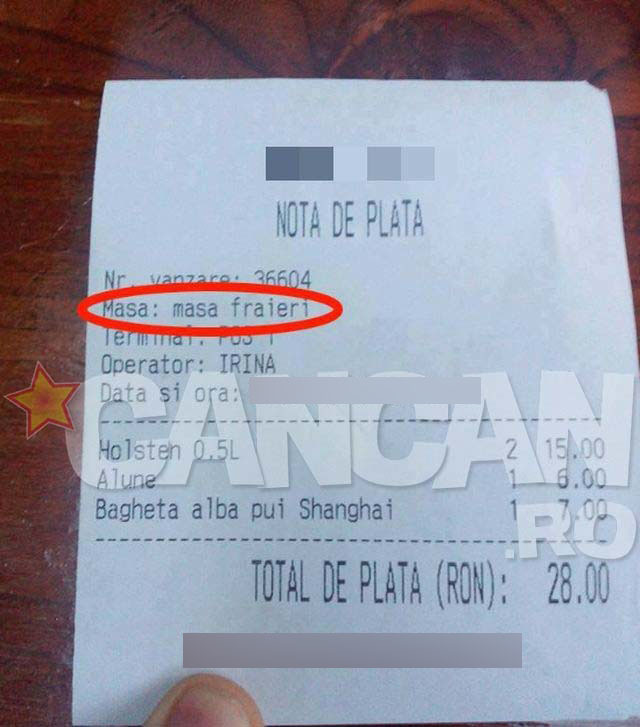 NOTA DE PLATA
Nr. vanzare: 36604
Masa: masa fraieri
Terminal: POS 1
Operator: IRINA
Data si ora:
CANCAN
.RO
Holsten 0.5L 2 15.00
Alune 1 6.00
Bagheta alba pui Shanghai 1 7.00
TOTAL DE PLATA (RON): 28.00